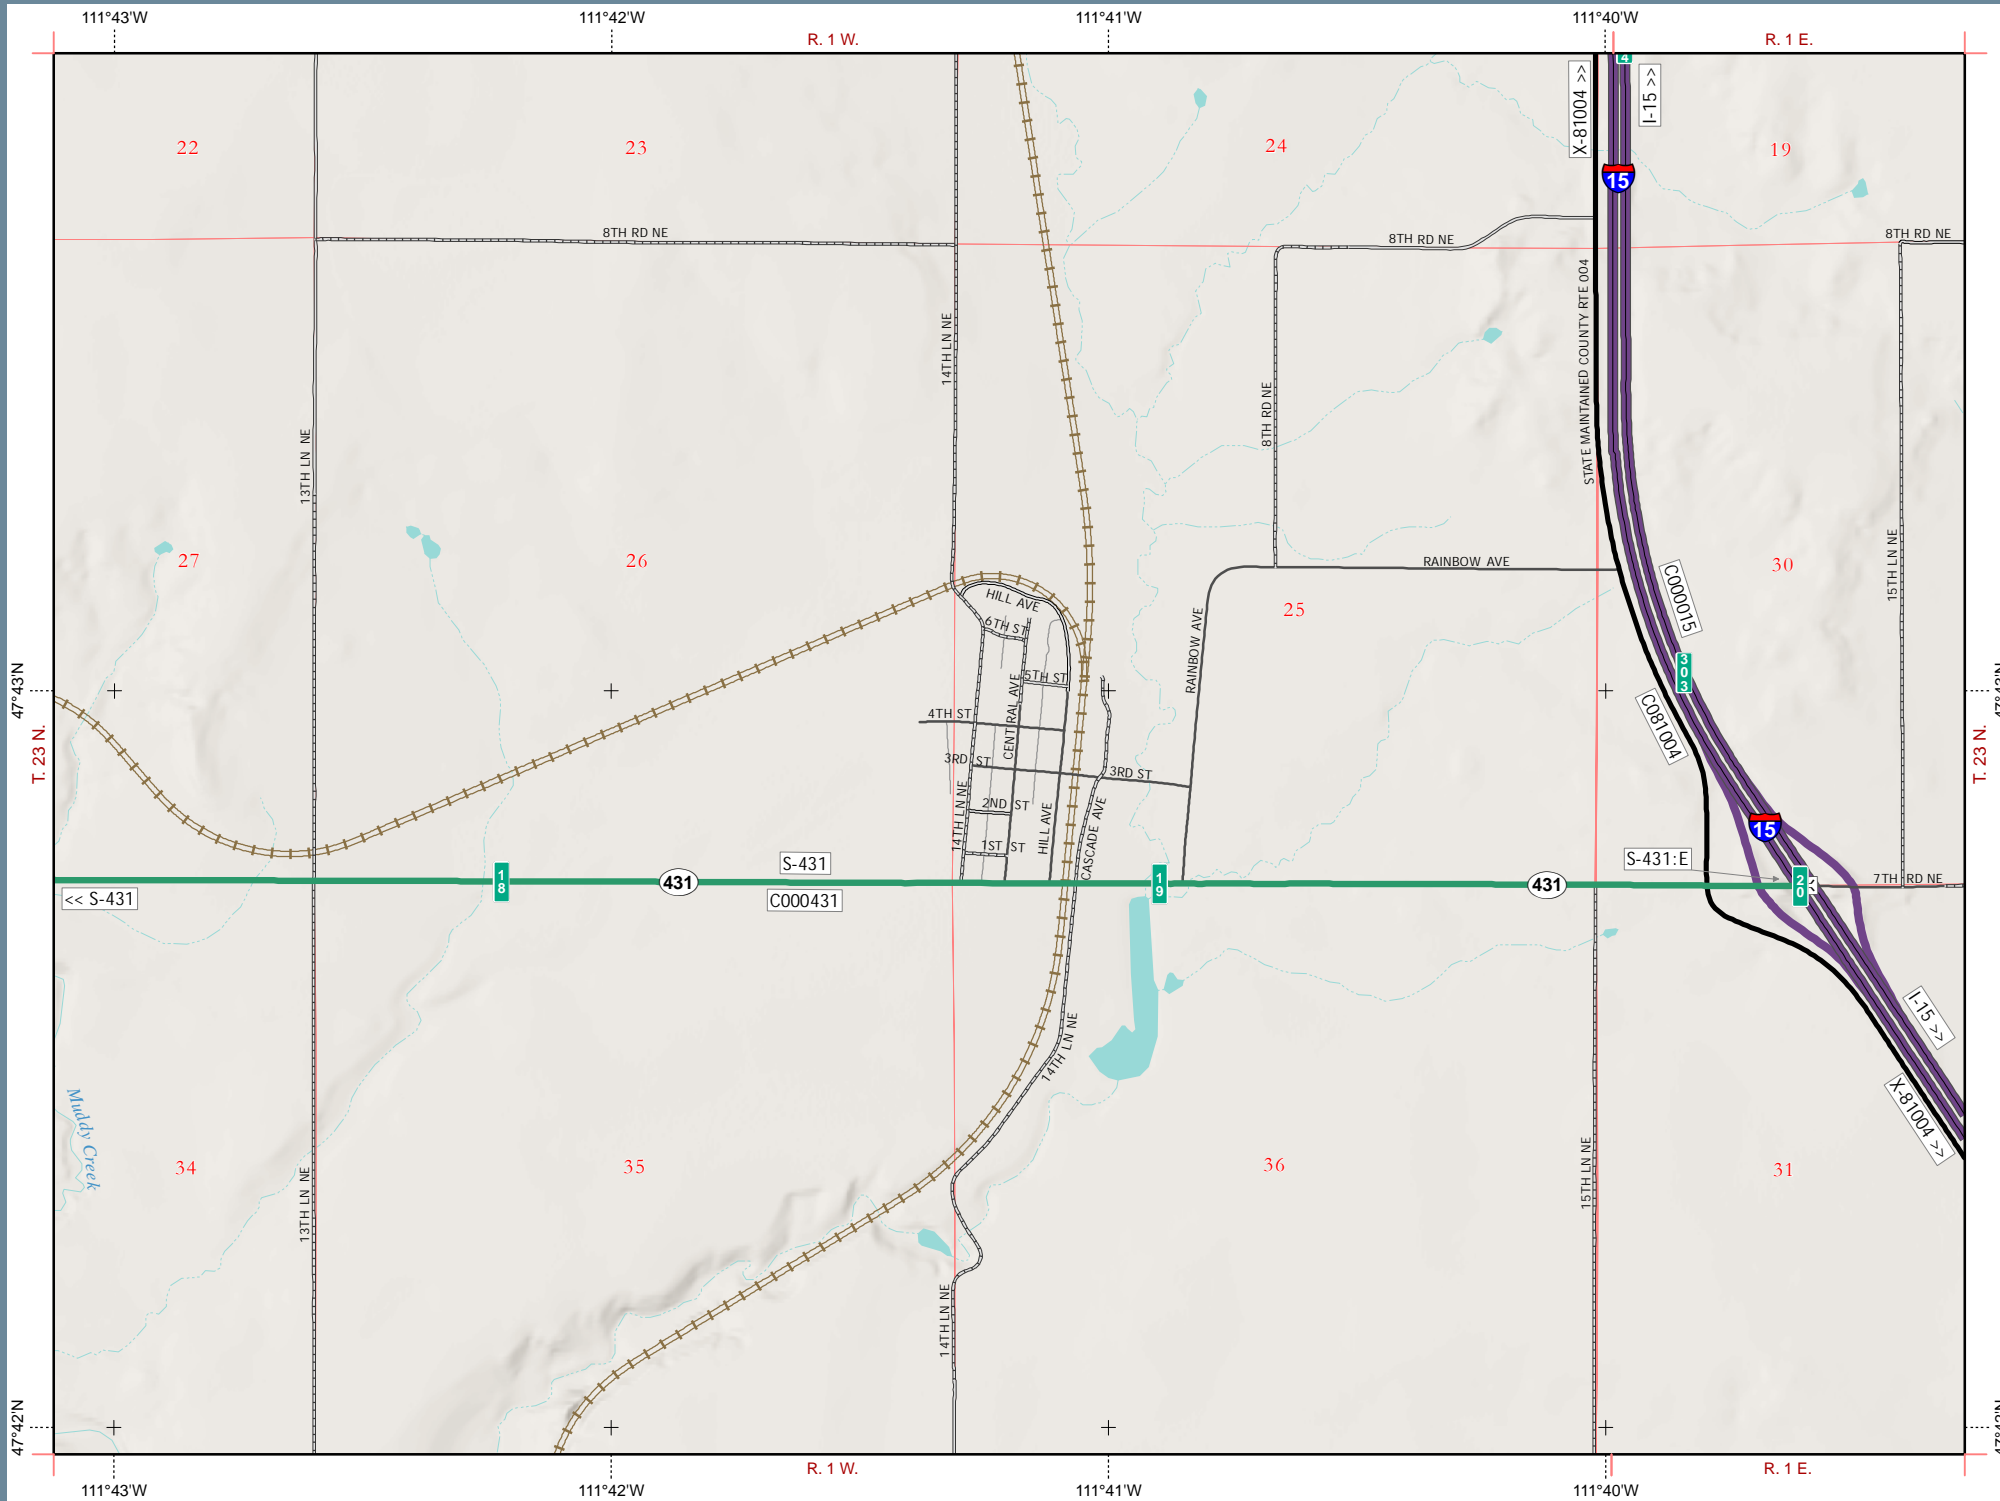 111°43'W
111°42'W
111°41'W
111°40'W
R. 1 W.
R. 1 E.
X-81004 >>
4
I-15 >>
22
23
24
19
15
8TH RD NE
8TH RD NE
8TH RD NE
14TH LN NE
STATE MAINTAINED COUNTY RTE 004
8TH RD NE
13TH LN NE
27
26
25
30
15TH LN NE
RAINBOW AVE
C000015
HILL AVE
6TH ST
RAINBOW AVE
303
47°43'N
5TH ST
CENTRAL AVE
4TH ST
C081004
T. 23 N.
T. 23 N.
3RD ST
3RD ST
14TH LN NE
2ND ST
HILL AVE
CASCADE AVE
15
1ST ST
S-431
S-431:E
18
431
19
431
20
7TH RD NE
<< S-431
C000431
I-15 >>
14TH LN NE
Muddy Creek
X-81004 >>
34
35
36
31
13TH LN NE
15TH LN NE
14TH LN NE
47°42'N
R. 1 W.
R. 1 E.
111°43'W
111°42'W
111°41'W
111°40'W